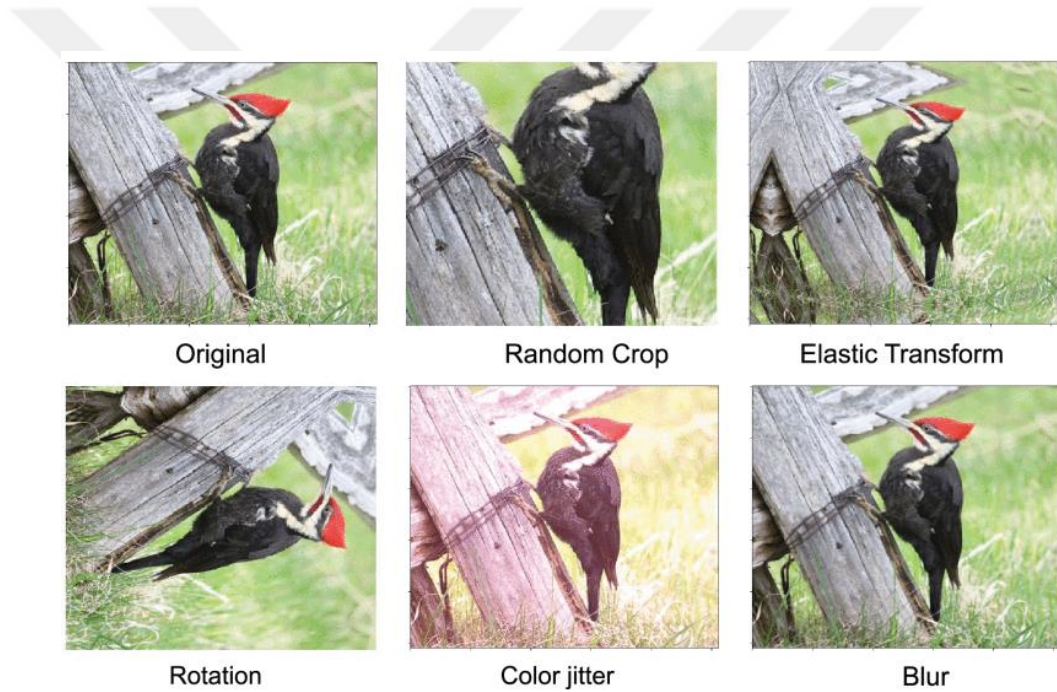 Original
Random Crop
Elastic Transform
Rotation
Color jitter
Blur